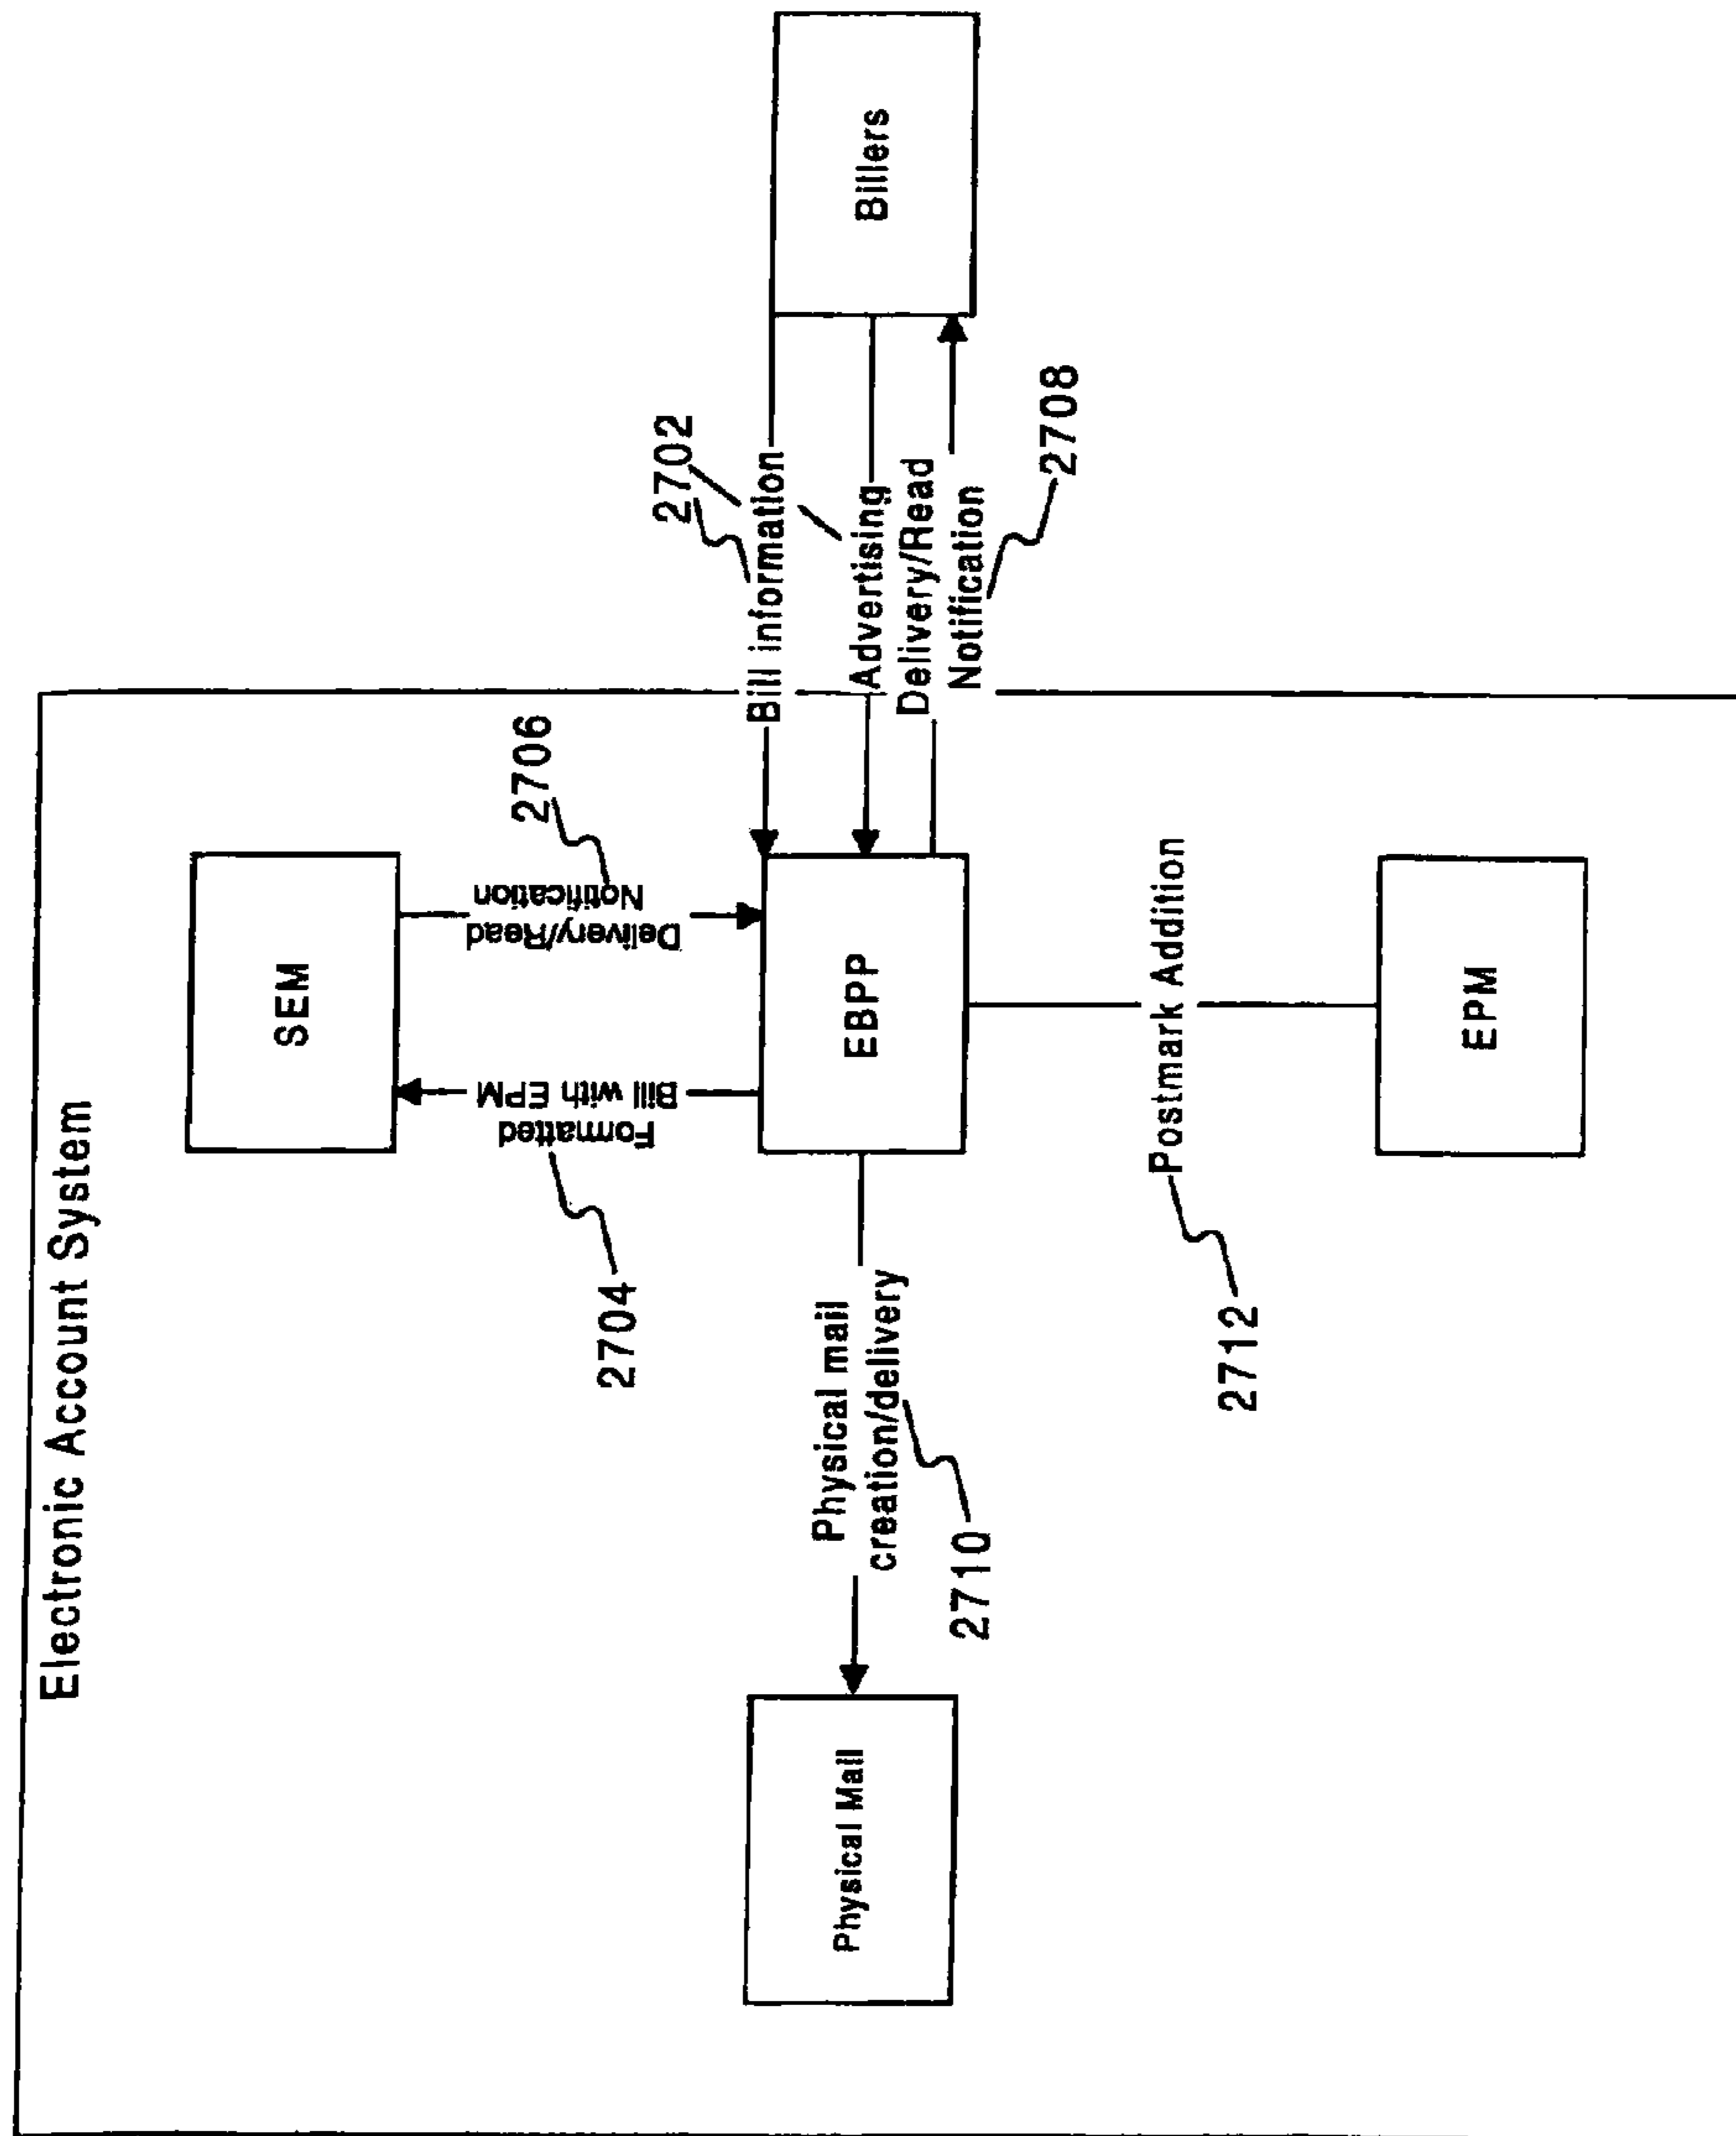 Electronic Account System
SEM
2704
Formatted
Bill with EPM
Delivery/Read
Notification
2706
Physical Mail
Physical mail
creation/delivery
2710
EBPP
Bill information
2702
Advertising
Delivery/Read
Notification
2708
Billers
Postmark Addition
2712
EPM